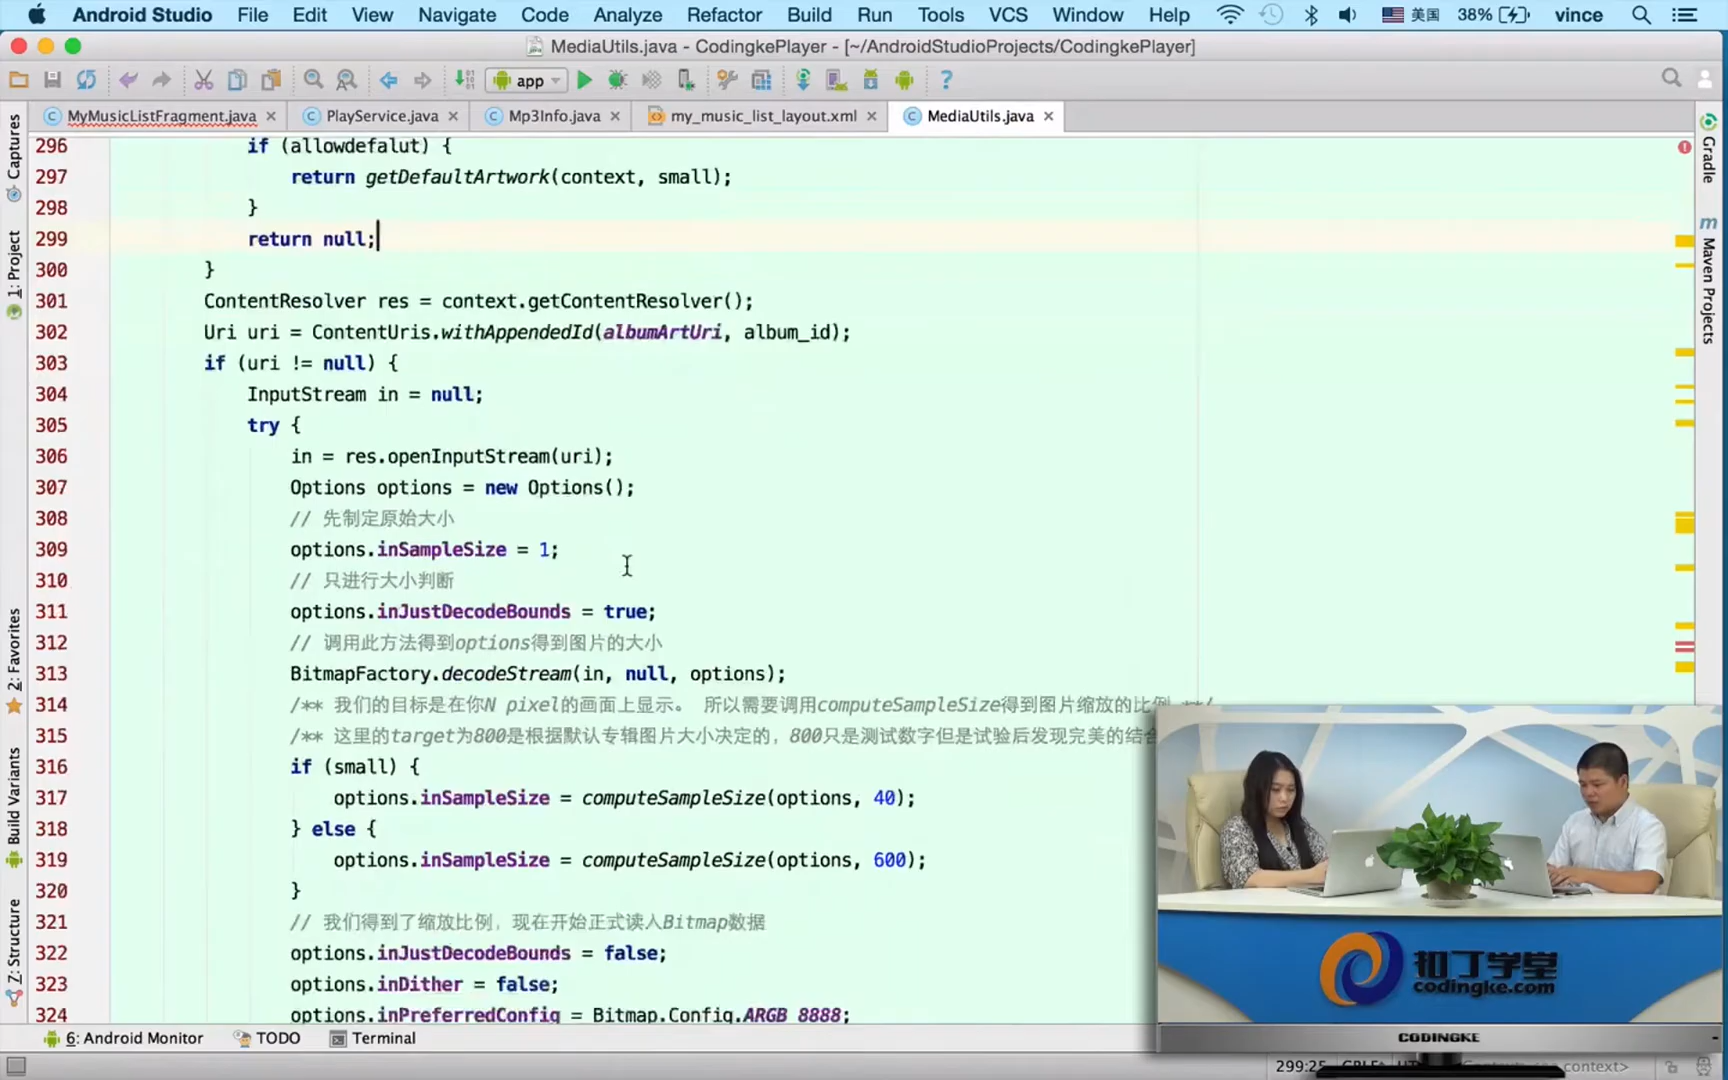 Android Studio File Edit View Navigate Code Analyze Refactor Build Run Tools VCS Window Help 美国 38% vince
MediaUtils.java - CodingkePlayer - [~/AndroidStudioProjects/CodingkePlayer]
app
MyMusicListFragment.java PlayService.java Mp3Info.java my_music_list_layout.xml MediaUtils.java
Captures
1: Project
2: Favorites
Build Variants
Z: Structure
296 if (allowdefalut) {
297 return getDefaultArtwork(context, small);
298 }
299 return null;
300 }
301 ContentResolver res = context.getContentResolver();
302 Uri uri = ContentUris.withAppendedId(albumArtUri, album_id);
303 if (uri != null) {
304 InputStream in = null;
305 try {
306 in = res.openInputStream(uri);
307 Options options = new Options();
308 // 先制定原始大小
309 options.inSampleSize = 1;
310 // 只进行大小判断
311 options.inJustDecodeBounds = true;
312 // 调用此方法得到options得到图片的大小
313 BitmapFactory.decodeStream(in, null, options);
314 /** 我们的目标是在你N pixel的画面上显示。 所以需要调用computeSampleSize得到图片缩放的比例 **/
315 /** 这里的target为800是根据默认专辑图片大小决定的，800只是测试数字但是试验后发现完美的结合
316 if (small) {
317 options.inSampleSize = computeSampleSize(options, 40);
318 } else {
319 options.inSampleSize = computeSampleSize(options, 600);
320 }
321 // 我们得到了缩放比例，现在开始正式读入Bitmap数据
322 options.inJustDecodeBounds = false;
323 options.inDither = false;
324 options.inPreferredConfig = Bitmap.Config.ARGB_8888;
Gradle
Maven Projects
扣丁学堂
codingke.com
CODINGKE
6: Android Monitor TODO Terminal
299:25 context>